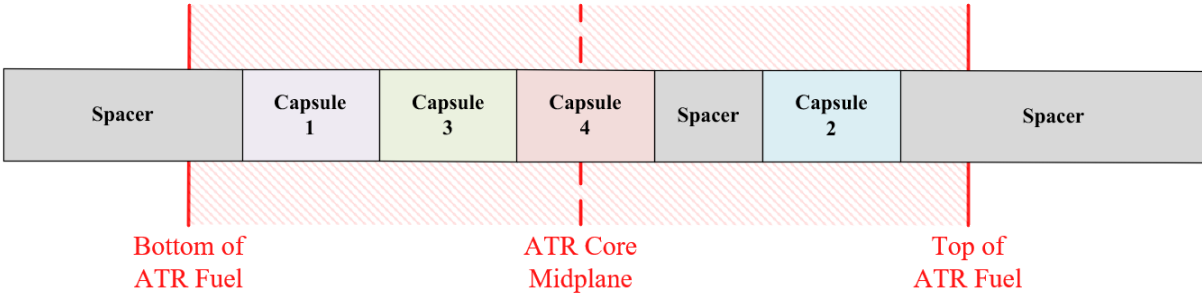 Spacer
Capsule
1
Capsule
3
Capsule
4
Spacer
Capsule
2
Spacer
Bottom of
ATR Fuel
ATR Core
Midplane
Top of
ATR Fuel